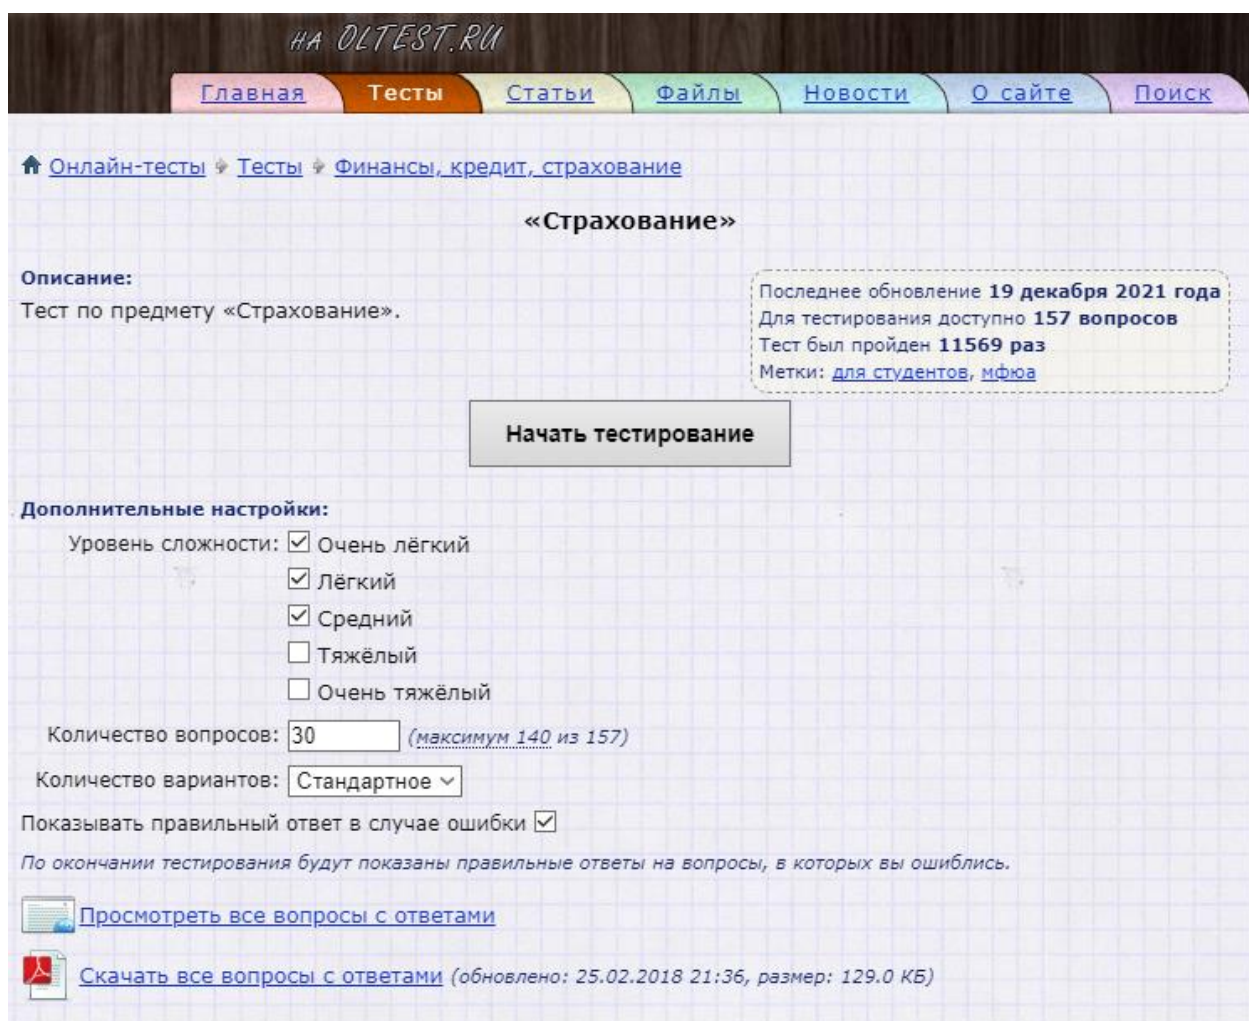 на OLTEST.RU
Главная Тесты Статьи Файлы Новости О сайте Поиск
Онлайн-тесты Тесты Финансы, кредит, страхование
«Страхование»
Описание:
Тест по предмету «Страхование».
Последнее обновление 19 декабря 2021 года
Для тестирования доступно 157 вопросов
Тест был пройден 11569 раз
Метки: для студентов, мфюа
Начать тестирование
Дополнительные настройки:
Уровень сложности: Очень лёгкий
Лёгкий
Средний
Тяжёлый
Очень тяжёлый
Количество вопросов: 30 (максимум 140 из 157)
Количество вариантов: Стандартное
Показывать правильный ответ в случае ошибки
По окончании тестирования будут показаны правильные ответы на вопросы, в которых вы ошиблись.
Просмотреть все вопросы с ответами
Скачать все вопросы с ответами (обновлено: 25.02.2018 21:36, размер: 129.0 КБ)